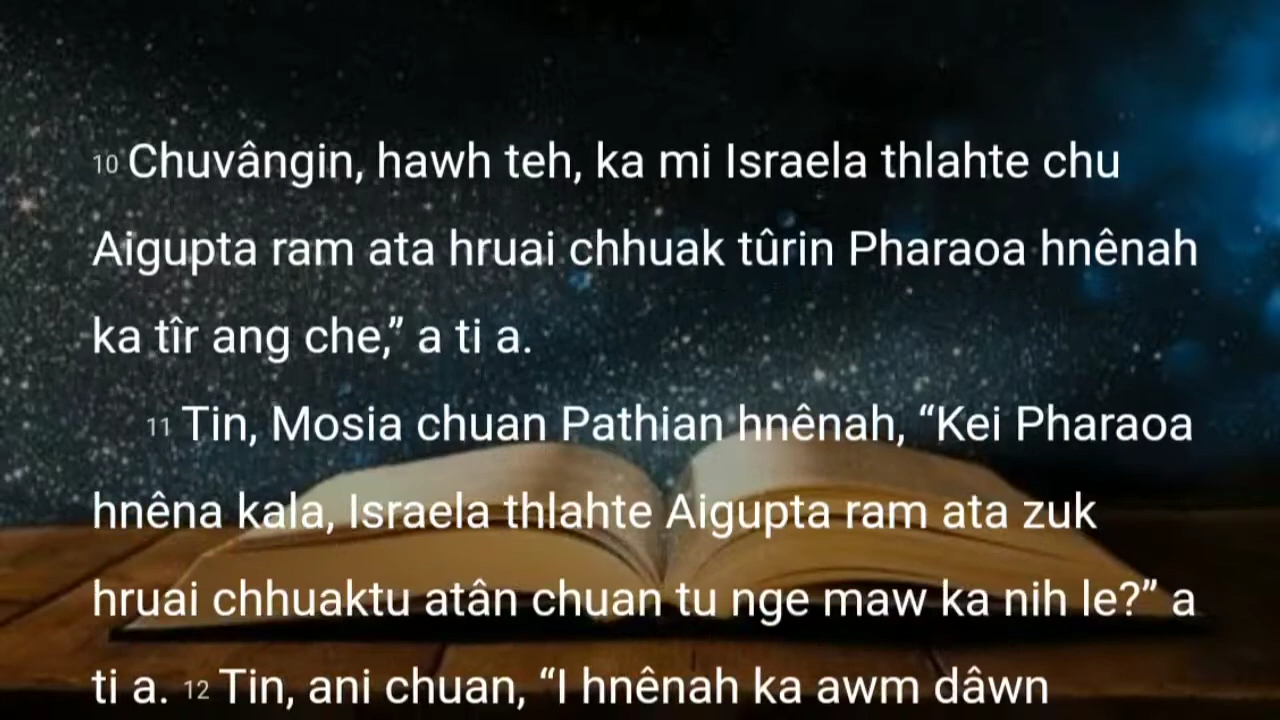 10 Chuvângin, hawh teh, ka mi Israela thlahte chu
Aigupta ram ata hruai chhuak tûrin Pharaoa hnênah
ka tîr ang che,” a ti a.
11 Tin, Mosia chuan Pathian hnênah, “Kei Pharaoa
hnêna kala, Israela thlahte Aigupta ram ata zuk
hruai chhuaktu atân chuan tu nge maw ka nih le?” a
ti a. 12 Tin, ani chuan, “I hnênah ka awm dâwn